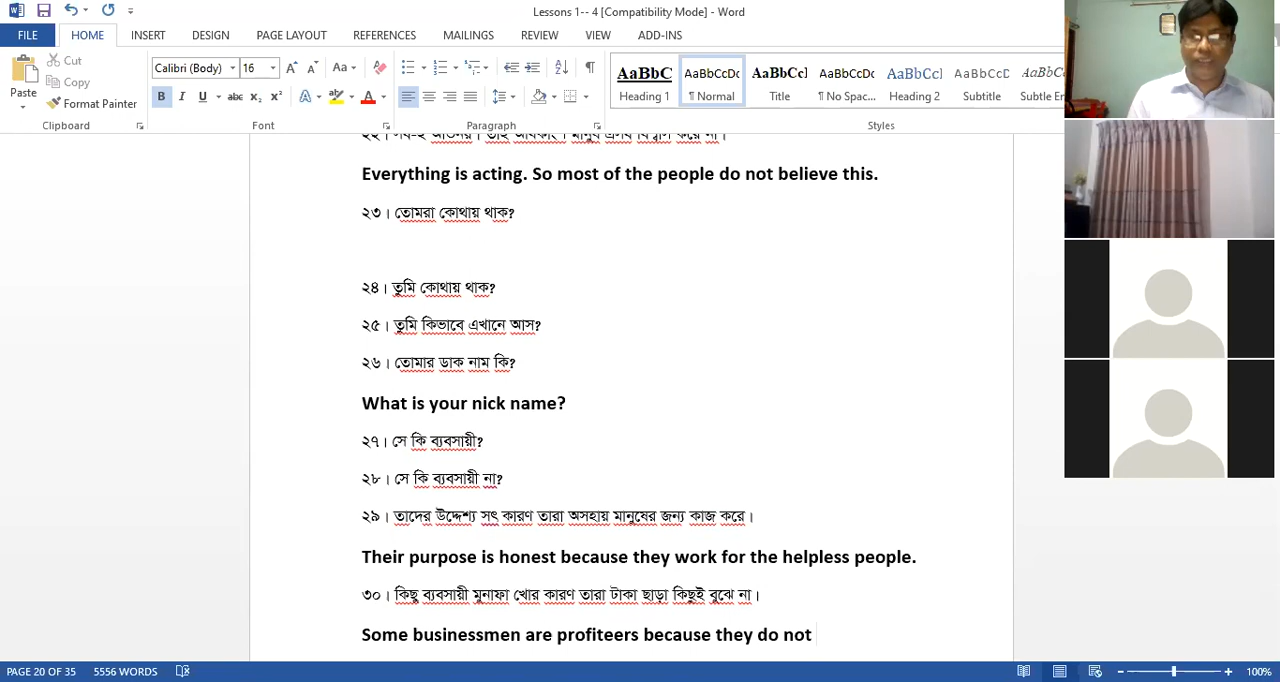 Lessons 1-- 4 [Compatibility Mode] - Word
FILE HOME INSERT DESIGN PAGE LAYOUT REFERENCES MAILINGS REVIEW VIEW ADD-INS
Paste
Cut
Copy
Format Painter
Clipboard
Calibri (Body) 16
Font
Paragraph
AaBbC AaBbCcDc AaBbCc] AaBbCcDc AaBbCc] AaBbCcD AaBbCcD
Heading 1 ¶ Normal Title ¶ No Spac... Heading 2 Subtitle Subtle Em
Styles
Everything is acting. So most of the people do not believe this.
২৩। তোমরা কোথায় থাক?
২৪। তুমি কোথায় থাক?
২৫। তুমি কিভাবে এখানে আস?
২৬। তোমার ডাক নাম কি?
What is your nick name?
২৭। সে কি ব্যবসায়ী?
২৮। সে কি ব্যবসায়ী না?
২৯। তাদের উদ্দেশ্য সৎ কারণ তারা অসহায় মানুষের জন্য কাজ করে।
Their purpose is honest because they work for the helpless people.
৩০। কিছু ব্যবসায়ী মুনাফা খোর কারণ তারা টাকা ছাড়া কিছুই বুঝে না।
Some businessmen are profiteers because they do not
PAGE 20 OF 35 5556 WORDS 100%